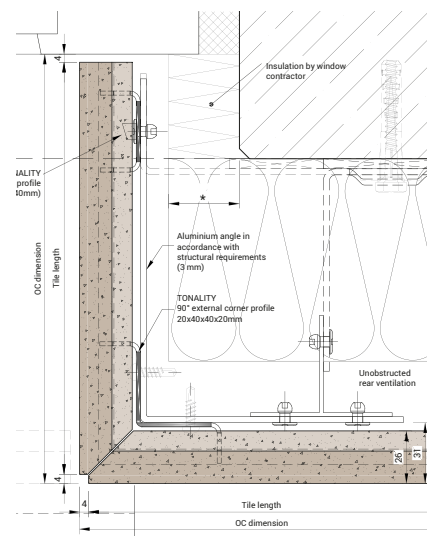 4
Insulation by window
contractor
NALITY
profile
40mm)
*
OC dimension
Tile length
Aluminium angle in
accordance with
structural requirements
(3 mm)
TONALITY
90° external corner profile
20x40x40x20mm
Unobstructed
rear ventilation
26
31
4
4
Tile length
OC dimension